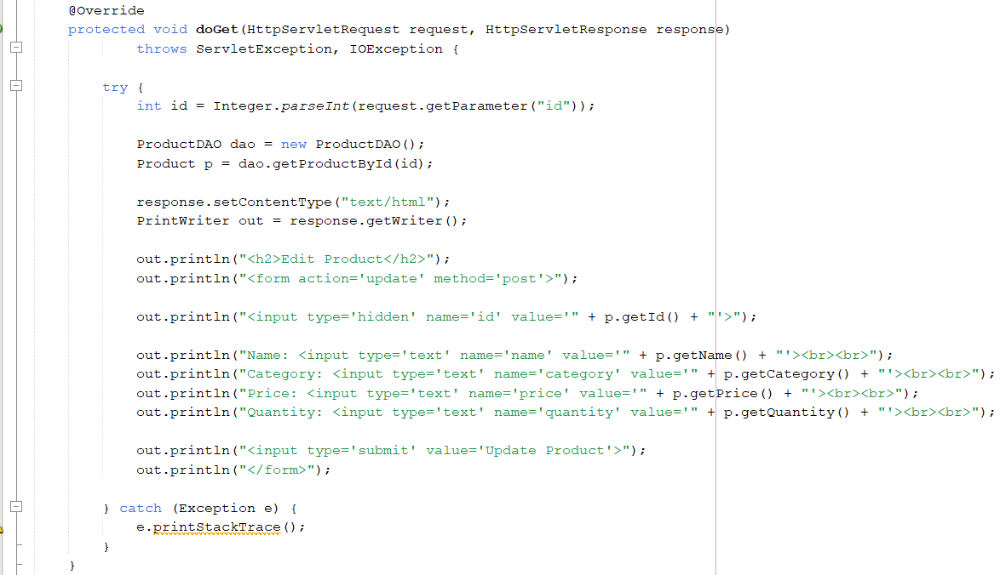 @Override
protected void doGet(HttpServletRequest request, HttpServletResponse response)
        throws ServletException, IOException {

    try {
        int id = Integer.parseInt(request.getParameter("id"));

        ProductDAO dao = new ProductDAO();
        Product p = dao.getProductById(id);

        response.setContentType("text/html");
        PrintWriter out = response.getWriter();

        out.println("<h2>Edit Product</h2>");
        out.println("<form action='update' method='post'>");

        out.println("<input type='hidden' name='id' value='" + p.getId() + "'>");

        out.println("Name: <input type='text' name='name' value='" + p.getName() + "'><br><br>");
        out.println("Category: <input type='text' name='category' value='" + p.getCategory() + "'><br><br>");
        out.println("Price: <input type='text' name='price' value='" + p.getPrice() + "'><br><br>");
        out.println("Quantity: <input type='text' name='quantity' value='" + p.getQuantity() + "'><br><br>");

        out.println("<input type='submit' value='Update Product'>");
        out.println("</form>");

    } catch (Exception e) {
        e.printStackTrace();
    }
}